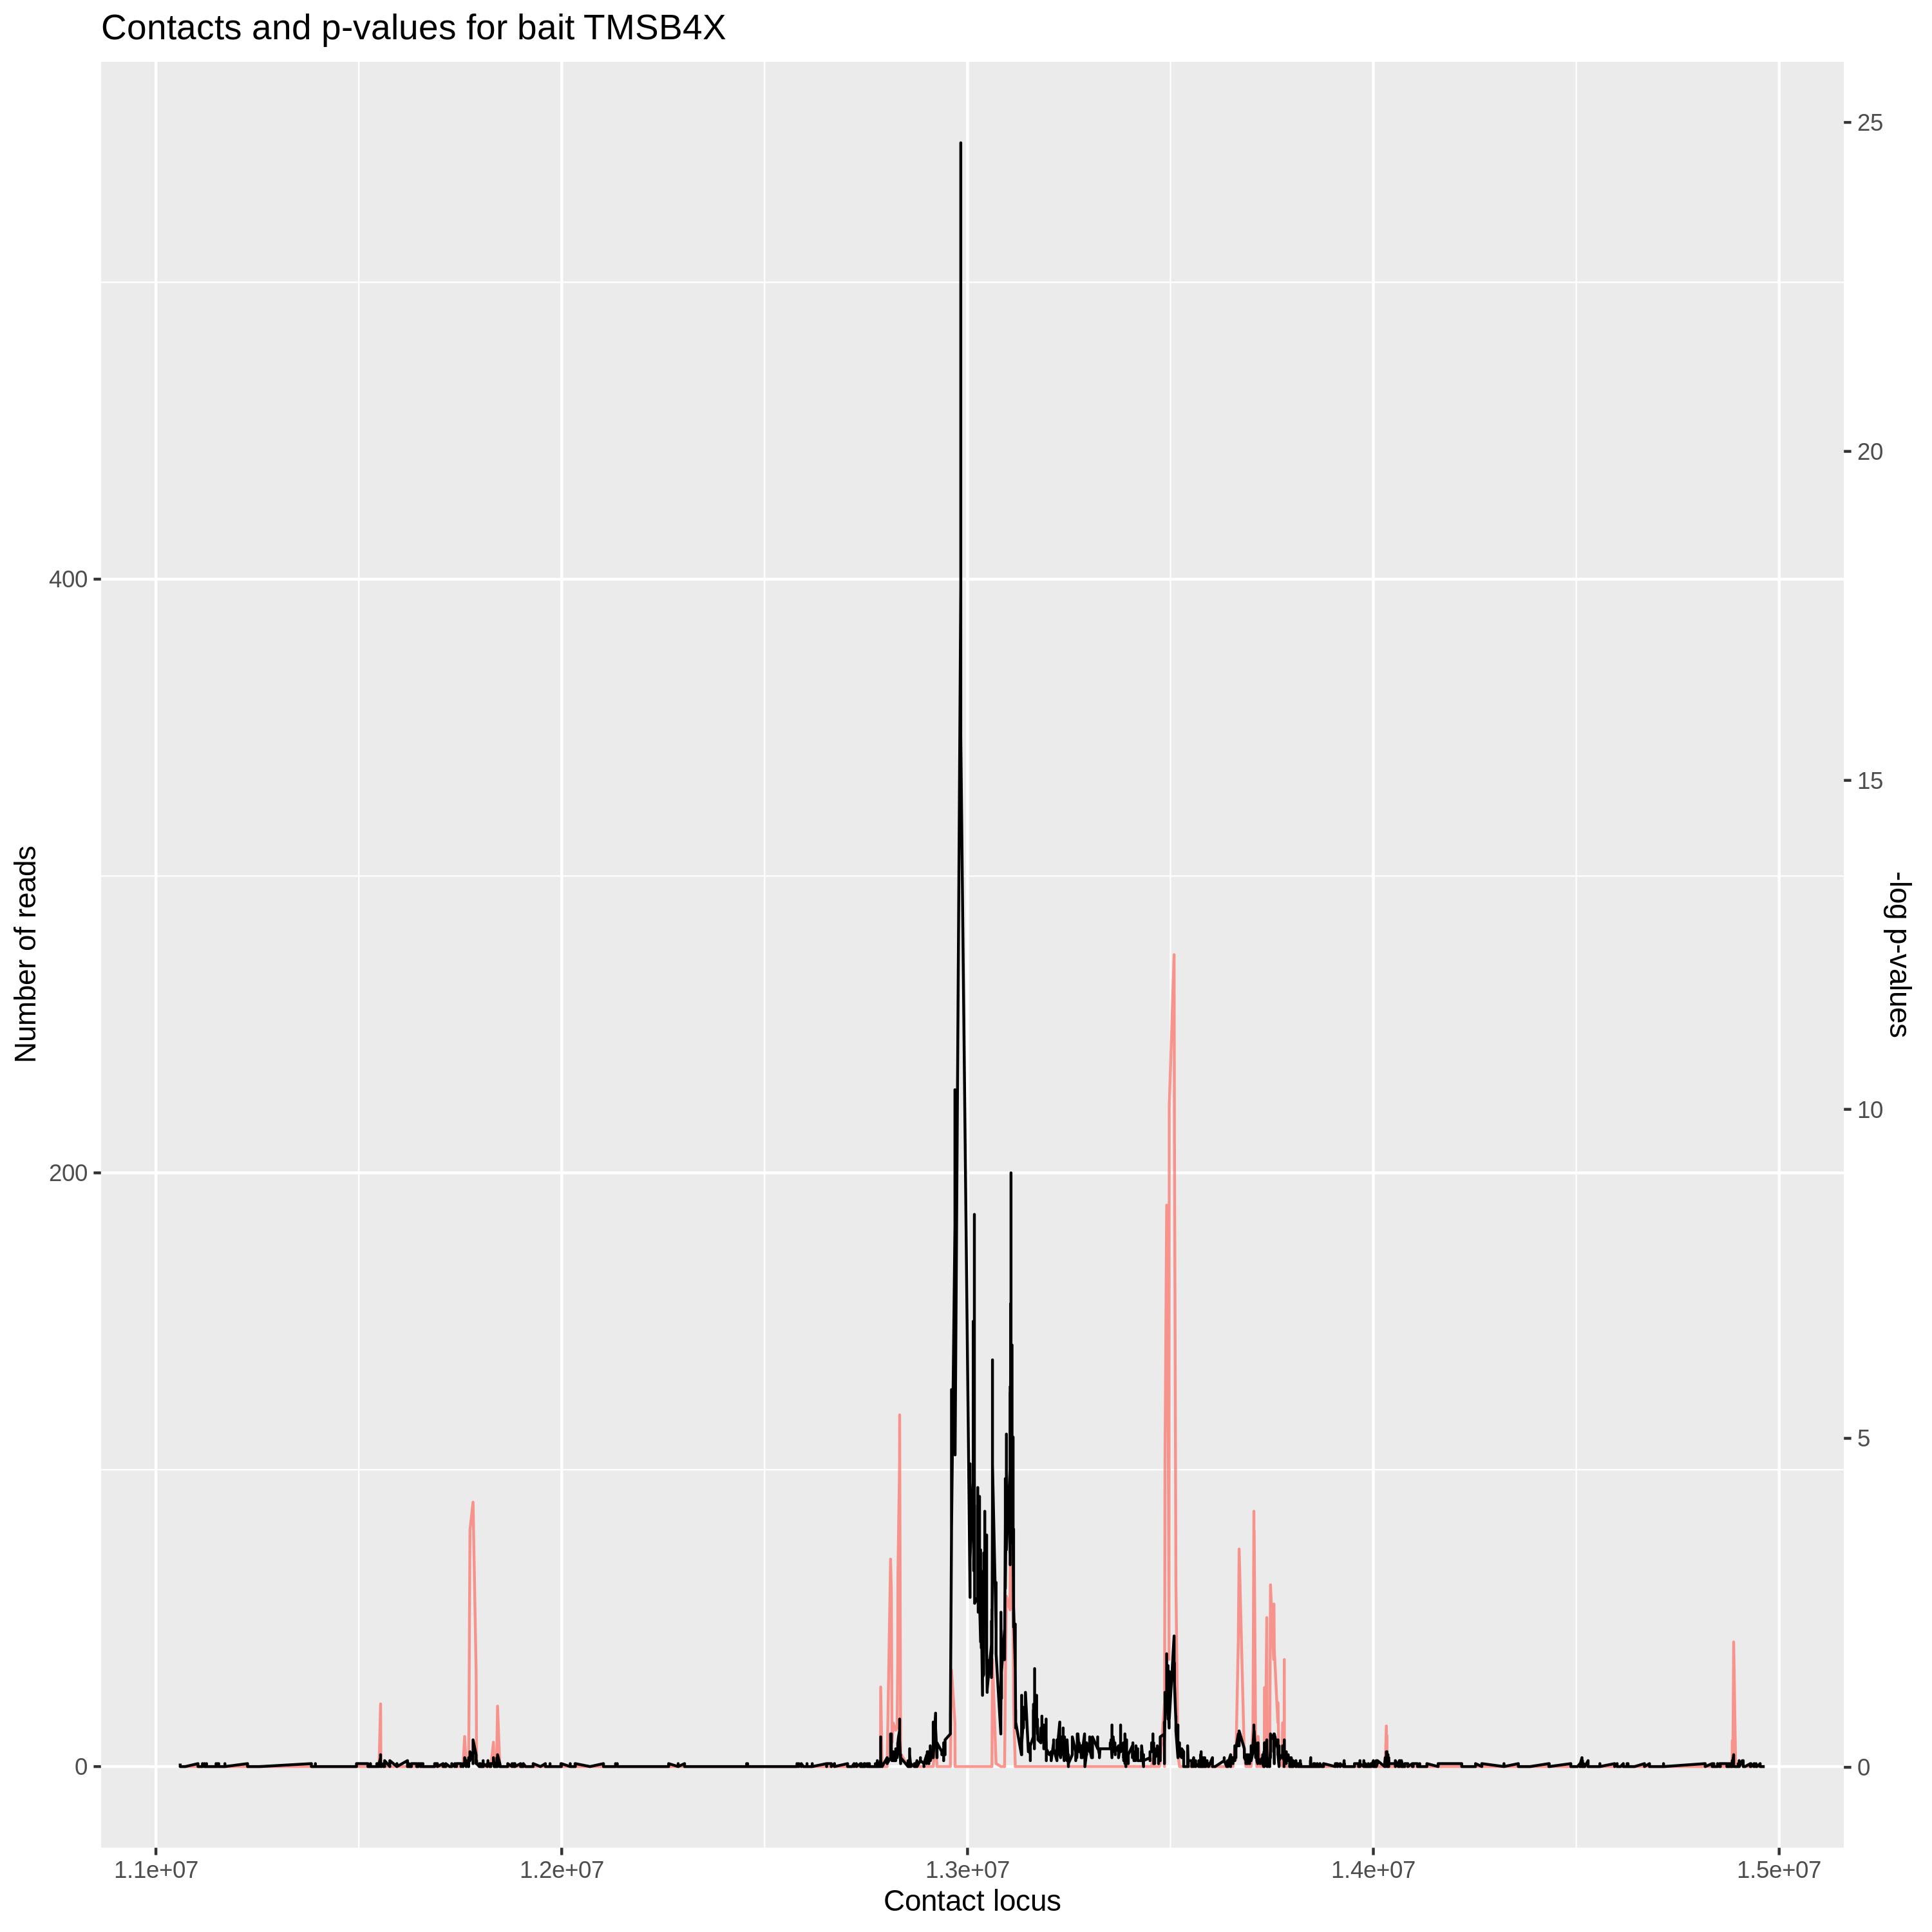 Contacts and p-values for bait TMSB4X
Number of reads
400
200
0
25
20
15
10
5
0
-log p-values
1.1e+07 1.2e+07 1.3e+07 1.4e+07 1.5e+07
Contact locus